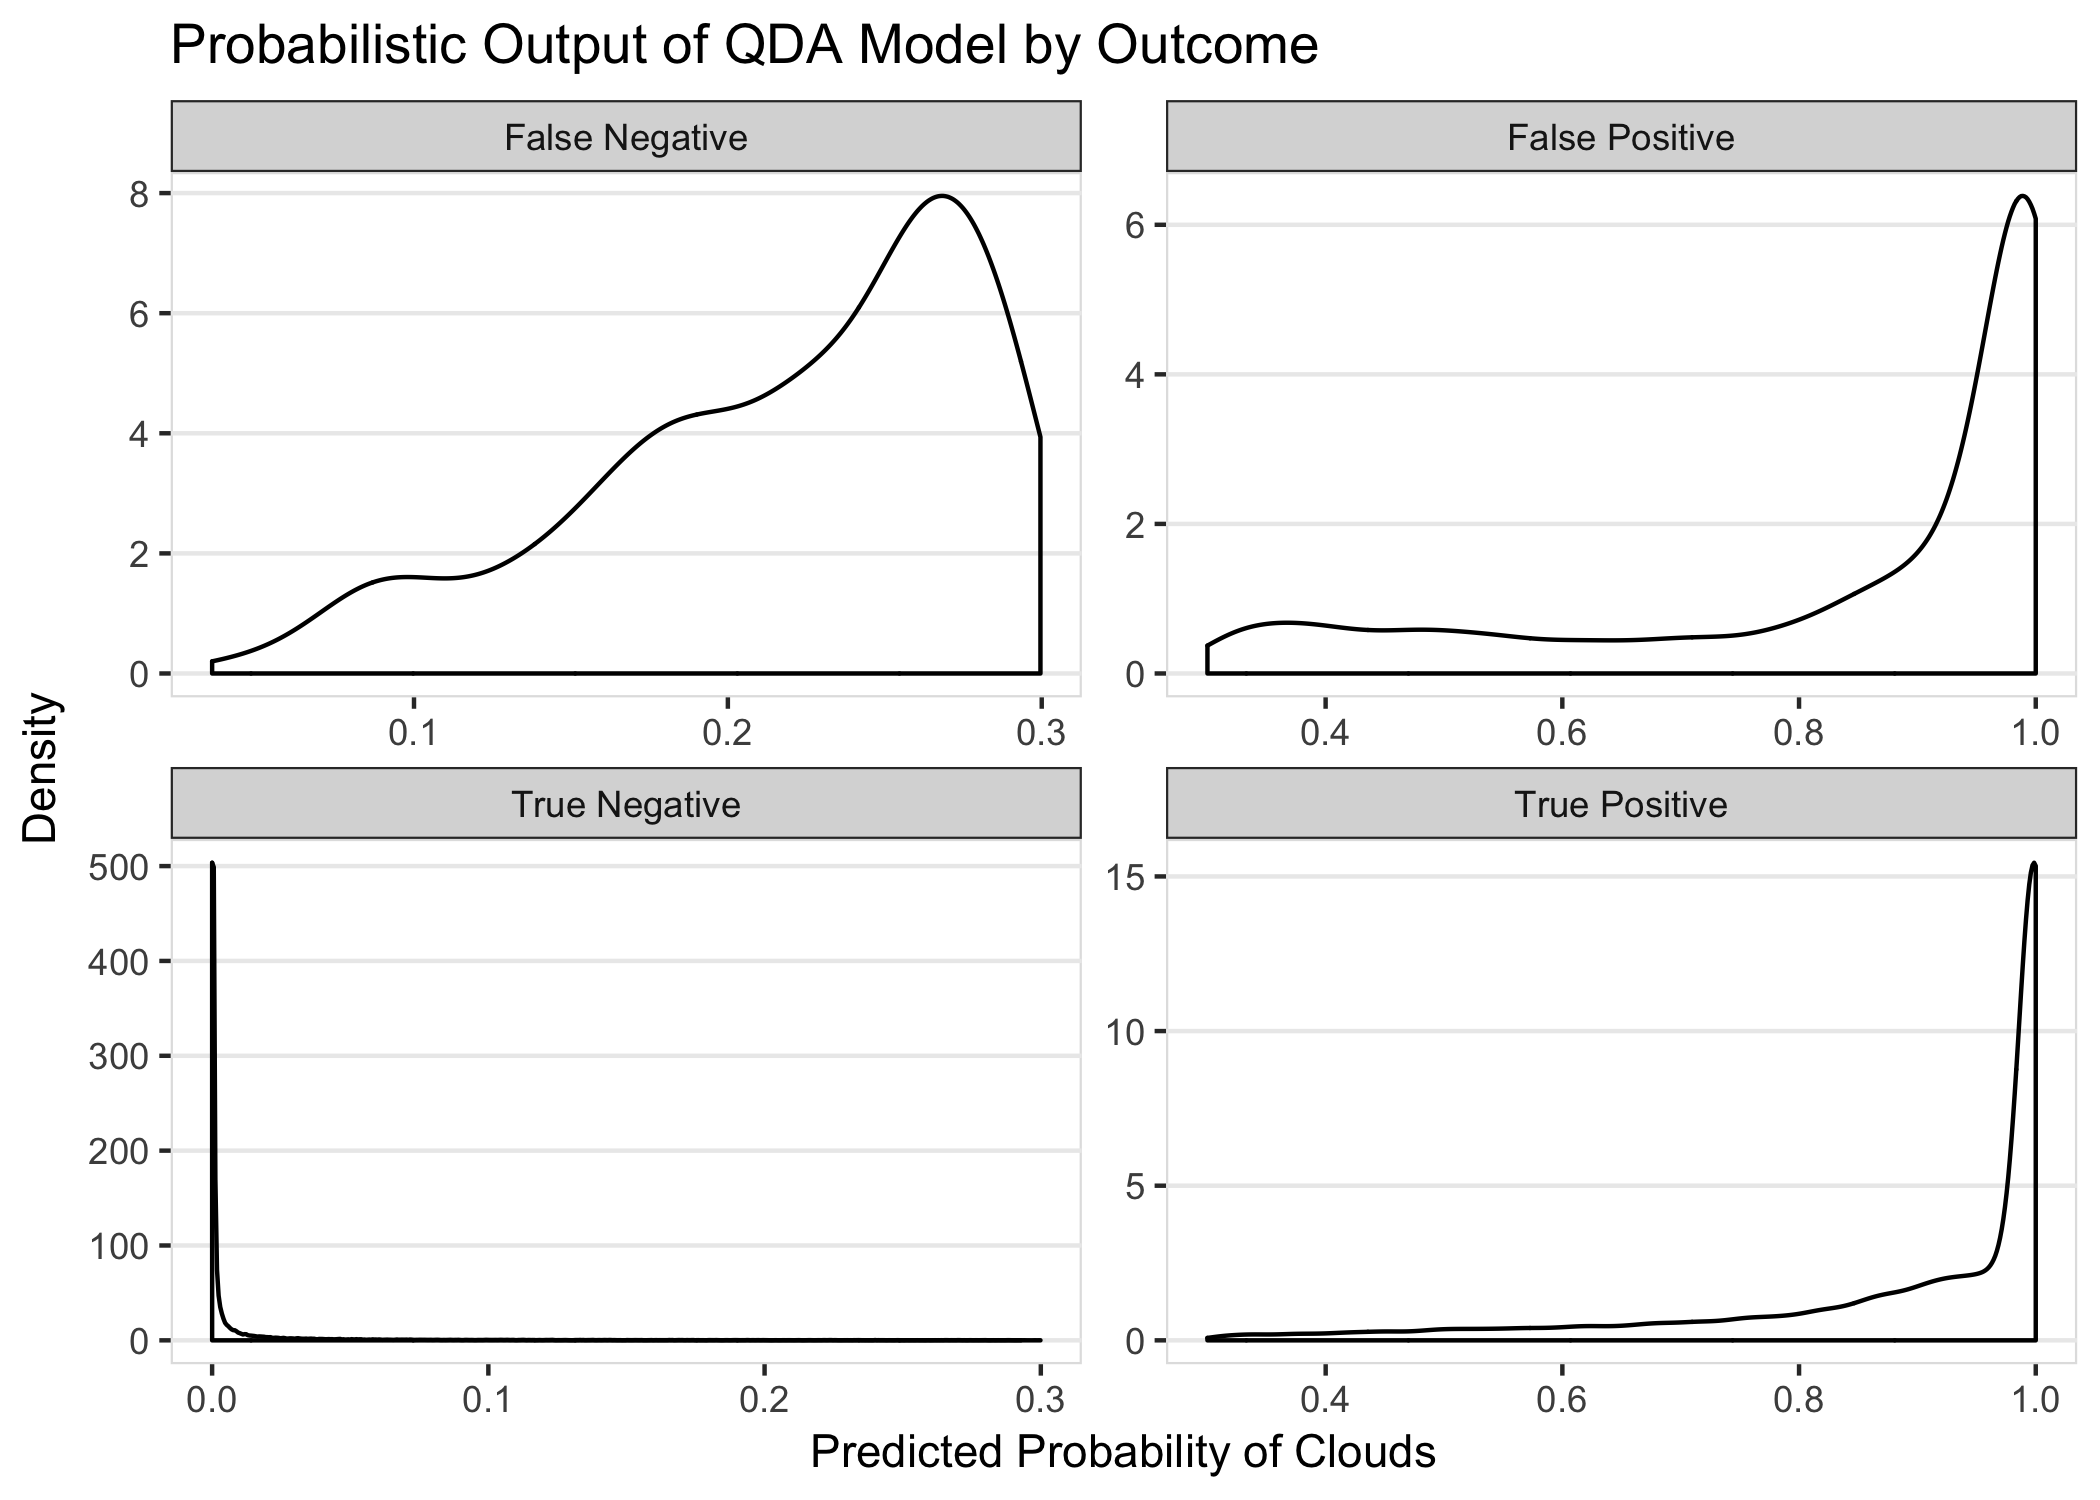 Probabilistic Output of QDA Model by Outcome
False Negative
False Positive
8
6
4
2
0
6
4
2
0
0.1 0.2 0.3
0.4 0.6 0.8 1.0
Density
True Negative
True Positive
500
400
300
200
100
0
15
10
5
0
0.0 0.1 0.2 0.3
0.4 0.6 0.8 1.0
Predicted Probability of Clouds